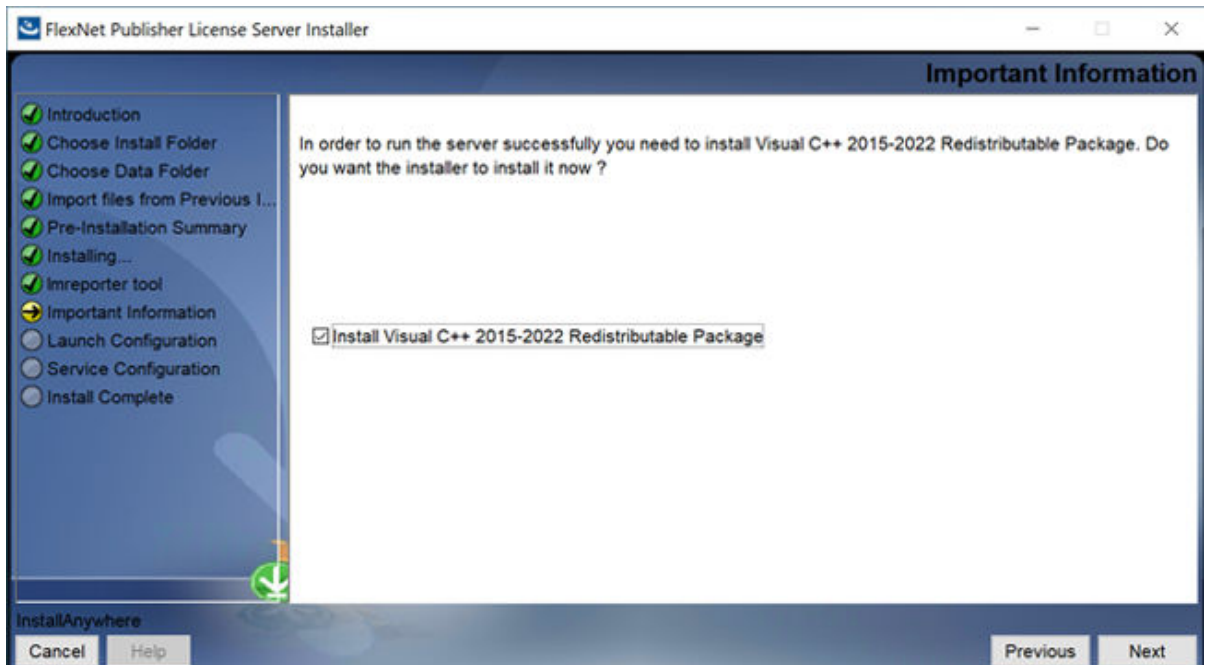 FlexNet Publisher License Server Installer
Important Information
Introduction
Choose Install Folder
Choose Data Folder
Import files from Previous I...
Pre-Installation Summary
Installing...
lmreporter tool
Important Information
Launch Configuration
Service Configuration
Install Complete
In order to run the server successfully you need to install Visual C++ 2015-2022 Redistributable Package. Do
you want the installer to install it now ?
Install Visual C++ 2015-2022 Redistributable Package
InstallAnywhere
Cancel Help Previous Next